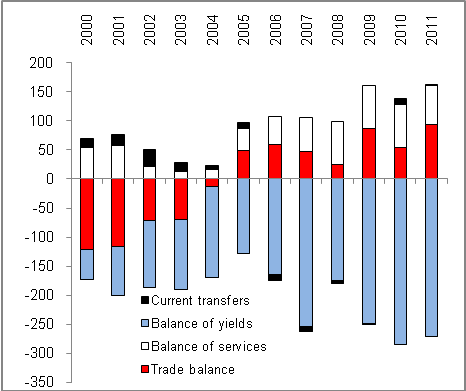 2000 2001 2002 2003 2004 2005 2006 2007 2008 2009 2010 2011
200
150
100
50
0
-50
-100
-150
-200
-250
-300
-350
Current transfers
Balance of yields
Balance of services
Trade balance